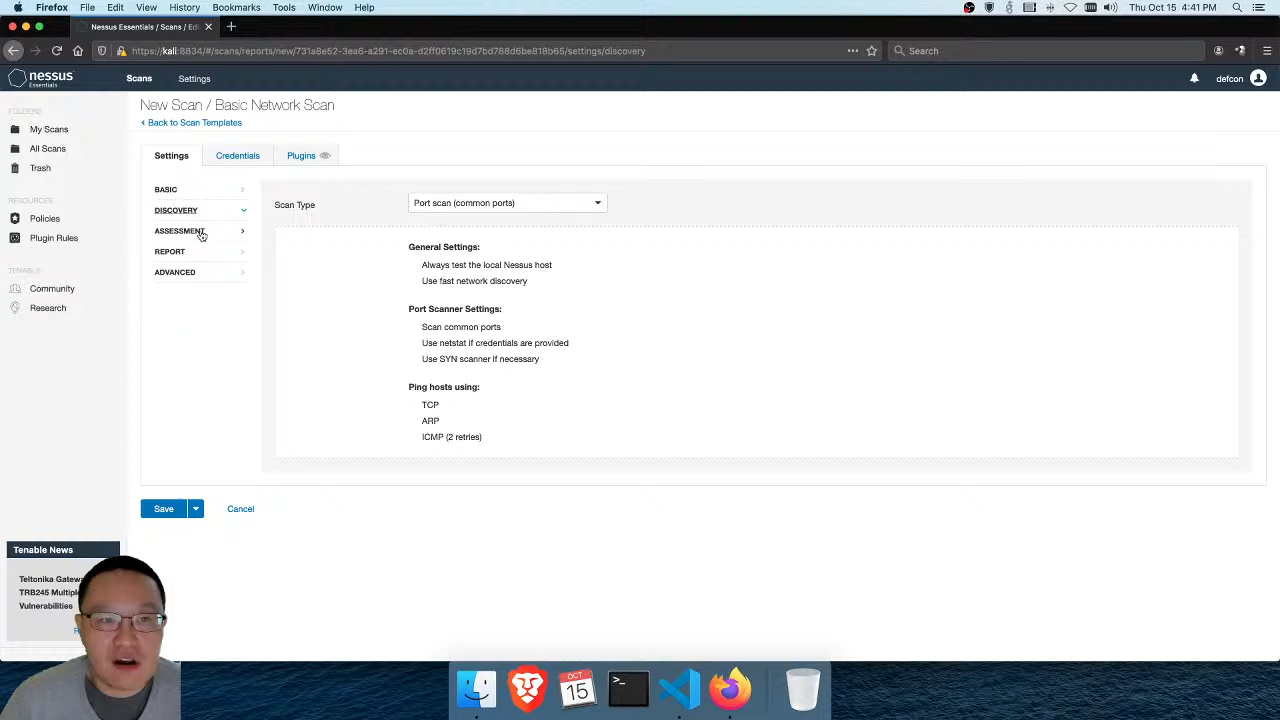 Firefox File Edit View History Bookmarks Tools Window Help
Thu Oct 15 4:41 PM
Nessus Essentials / Scans / Edi
https://kali:8834/#/scans/reports/new/731a8e52-3ea6-a291-ec0a-d2ff0619c19d7bd788d6be818b65/settings/discovery
Search
nessus
Essentials
Scans
Settings
defcon
FOLDERS
My Scans
All Scans
Trash
RESOURCES
Policies
Plugin Rules
TENABLE
Community
Research
New Scan / Basic Network Scan
Back to Scan Templates
Settings
Credentials
Plugins
BASIC
DISCOVERY
ASSESSMENT
REPORT
ADVANCED
Scan Type
Port scan (common ports)
General Settings:
Always test the local Nessus host
Use fast network discovery
Port Scanner Settings:
Scan common ports
Use netstat if credentials are provided
Use SYN scanner if necessary
Ping hosts using:
TCP
ARP
ICMP (2 retries)
Save
Cancel
Tenable News
Teltonika
TRB245
Vulnerabilities
OCT
15